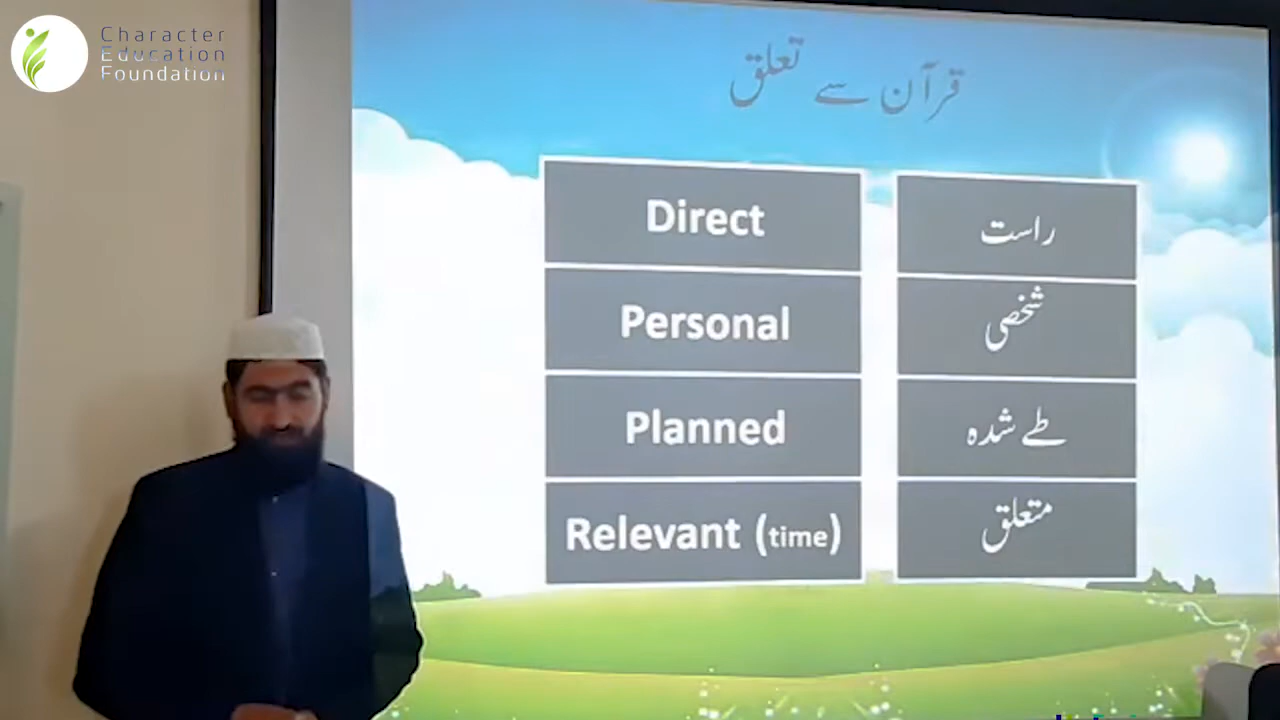 Character
Education
Foundation
قرآن سے تعلق
Direct
راست
Personal
شخصی
Planned
طے شدہ
Relevant (time)
متعلق